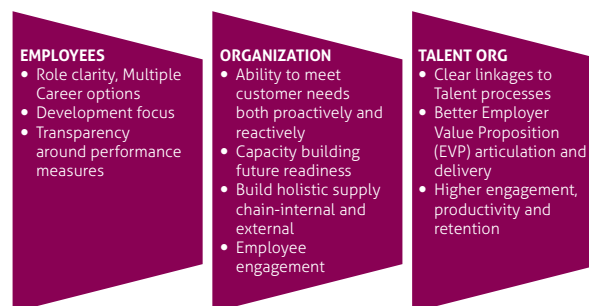 EMPLOYEES
• Role clarity, Multiple
Career options
• Development focus
• Transparency
around performance
measures
ORGANIZATION
• Ability to meet
customer needs
both proactively and
reactively
• Capacity building
future readiness
• Build holistic supply
chain-internal and
external
• Employee
engagement
TALENT ORG
• Clear linkages to
Talent processes
• Better Employer
Value Proposition
(EVP) articulation and
delivery
• Higher engagement,
productivity and
retention